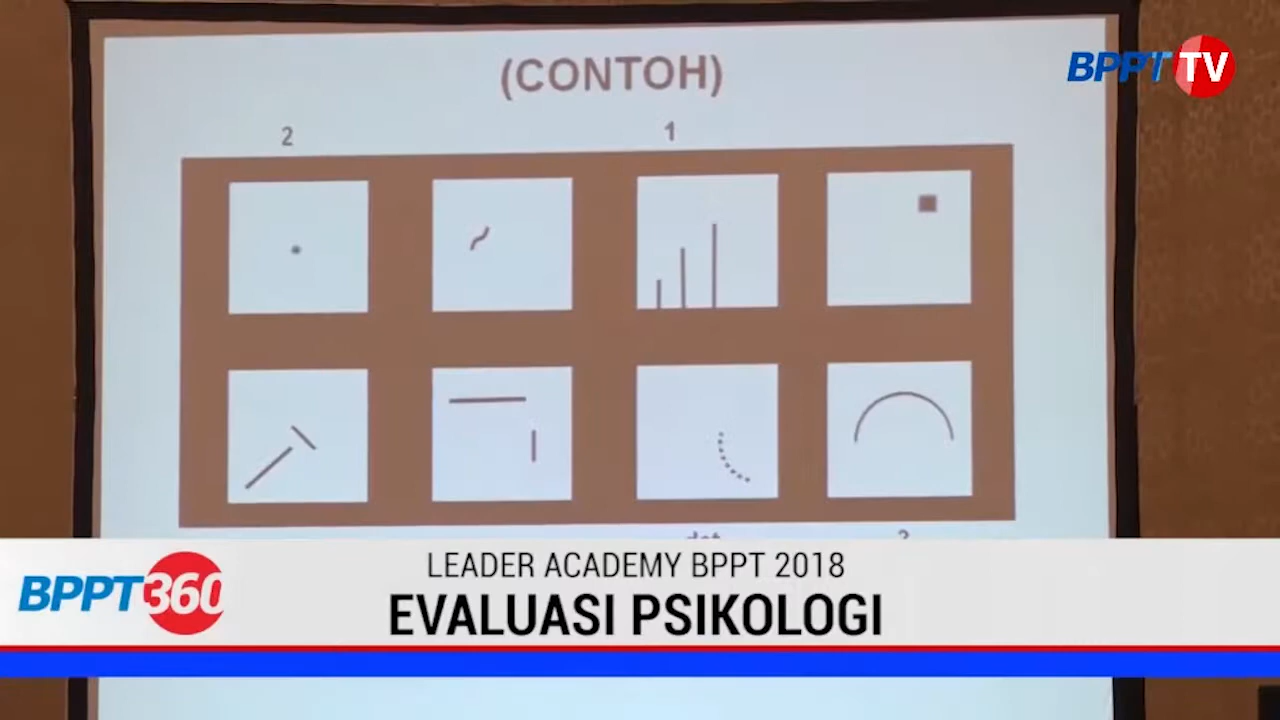 (CONTOH)
BPPT TV
2
1
LEADER ACADEMY BPPT 2018
BPPT360
EVALUASI PSIKOLOGI